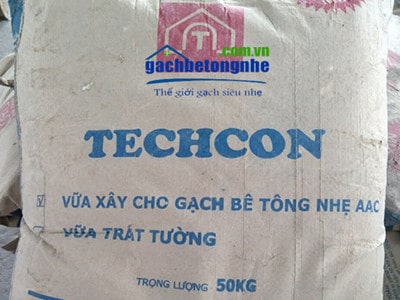 T
.com.vn
gachbetongnhe
Thế giới gạch siêu nhẹ
TECHCON
VỮA XÂY CHO GẠCH BÊ TÔNG NHẸ AAC
VỮA TRÁT TƯỜNG
TRỌNG LƯỢNG 50KG